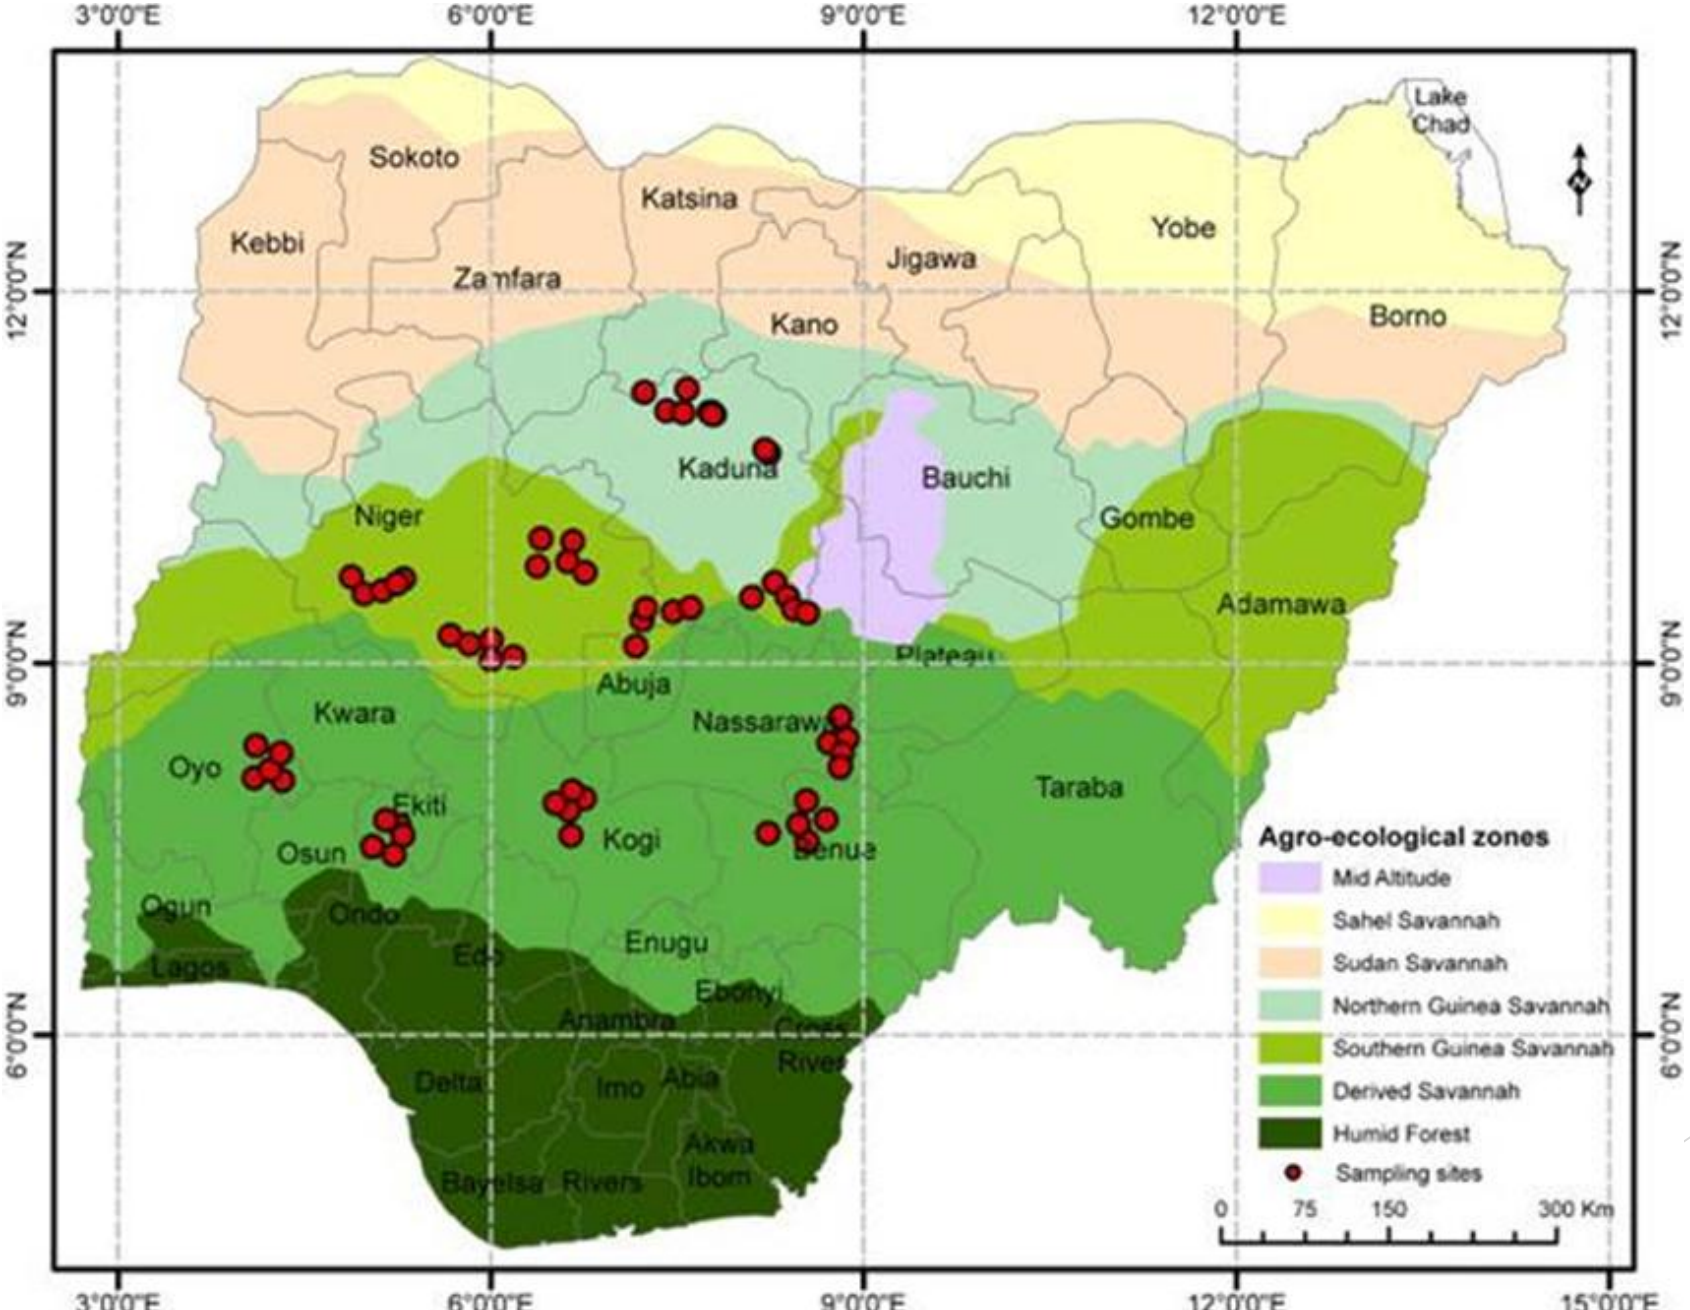 3°0'0"E 6°0'0"E 9°0'0"E 12°0'0"E
Lake
Chad
N
Sokoto
Katsina
Kebbi
Yobe
Jigawa
Zamfara
12°0'0"N
12°0'0"N
Kano
Borno
Kaduna
Bauchi
Niger
Gombe
Adamawa
9°0'0"N
9°0'0"N
Plateau
Abuja
Kwara
Nassarawa
Oyo
Taraba
Ekiti
Kogi
Osun
Benue
Agro-ecological zones
Mid Altitude
Sahel Savannah
Sudan Savannah
Northern Guinea Savannah
Southern Guinea Savannah
Derived Savannah
Humid Forest
Sampling sites
0 75 150 300 Km
Ogun
Ondo
Enugu
Edo
Lagos
Ebonyi
Anambra
Cross
River
6°0'0"N
6°0'0"N
Delta
Imo
Abia
Akwa
Ibom
Bayelsa
Rivers
3°0'0"E 6°0'0"E 9°0'0"E 12°0'0"E 15°0'0"E